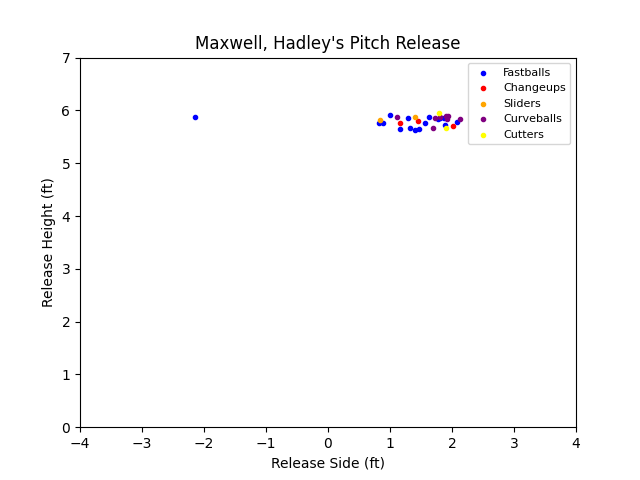 Maxwell, Hadley's Pitch Release
Release Height (ft)
7
6
5
4
3
2
1
0
−4
−3
−2
−1
0
1
2
3
4
Release Side (ft)
Fastballs
Changeups
Sliders
Curveballs
Cutters